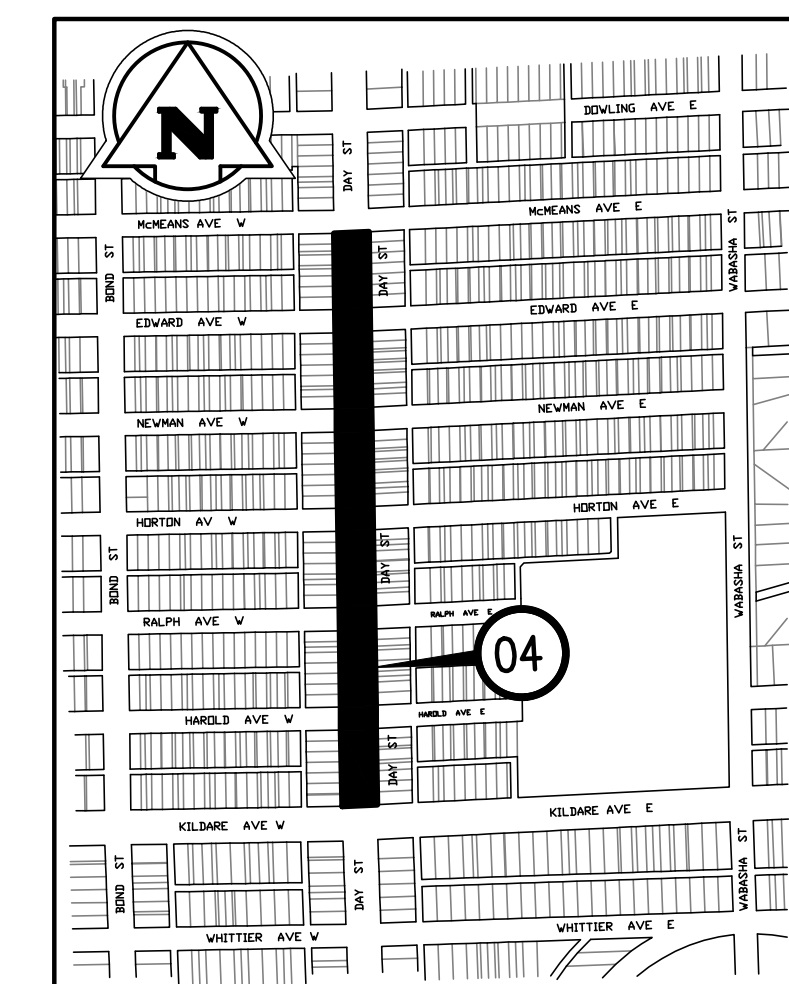 N
DOWLING AVE E
DAY ST
McMEANS AVE E
McMEANS AVE W
WABASHA ST
BOND ST
DAY ST
EDWARD AVE E
EDWARD AVE W
NEWMAN AVE E
NEWMAN AVE W
HORTON AVE E
HORTON AV W
DAY ST
BOND ST
WABASHA ST
RALPH AVE E
RALPH AVE W
04
HAROLD AVE E
HAROLD AVE W
DAY ST
KILDARE AVE E
KILDARE AVE W
BOND ST
DAY ST
WABASHA ST
WHITTIER AVE E
WHITTIER AVE W